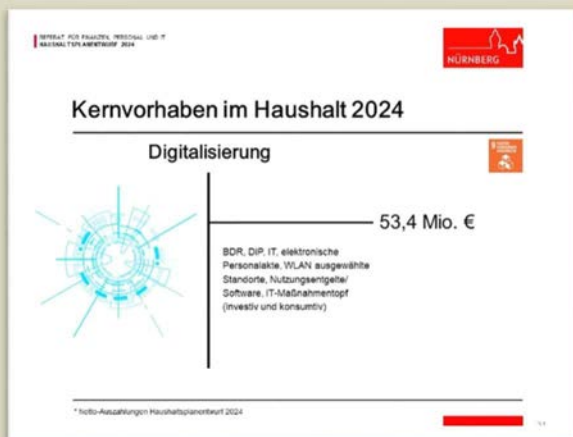 REFERAT FÜR FINANZEN, PERSONAL UND IT
HAUSHALTSPLANENTWURF 2024
NÜRNBERG
Kernvorhaben im Haushalt 2024
Digitalisierung
53,4 Mio. €
BDR, DiP, IT, elektronische
Personalakte, WLAN ausgewählte
Standorte, Nutzungsentgelte/
Software, IT-Maßnahmentopf
(investiv und konsumtiv)
* Netto-Auszahlungen Haushaltsplanentwurf 2024